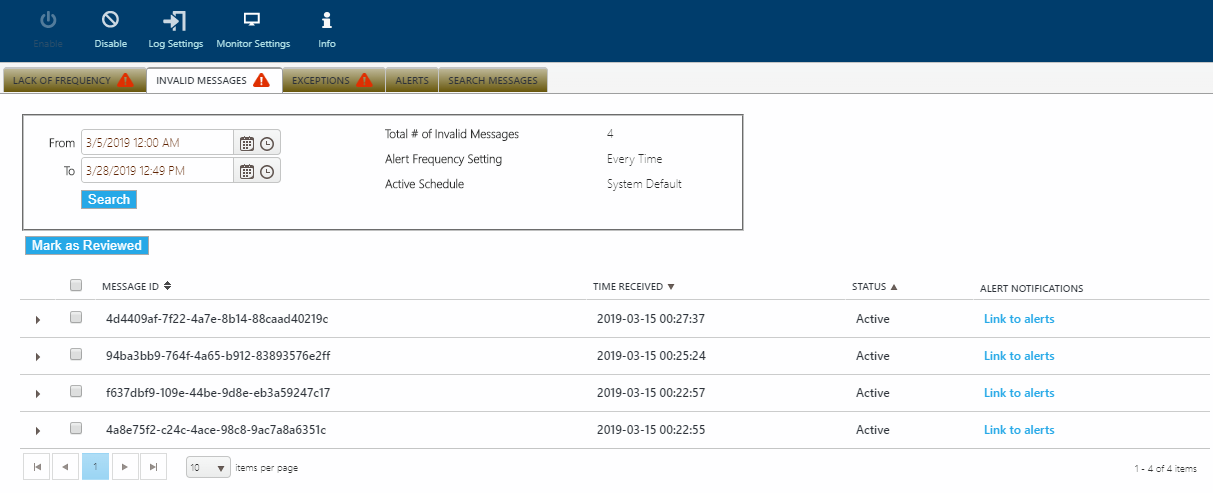 Enable Disable Log Settings Monitor Settings Info
LACK OF FREQUENCY INVALID MESSAGES EXCEPTIONS ALERTS SEARCH MESSAGES
From 3/5/2019 12:00 AM
To 3/28/2019 12:49 PM
Search
Total # of Invalid Messages 4
Alert Frequency Setting Every Time
Active Schedule System Default
Mark as Reviewed
MESSAGE ID TIME RECEIVED STATUS ALERT NOTIFICATIONS
4d4409af-7f22-4a7e-8b14-88caad40219c 2019-03-15 00:27:37 Active Link to alerts
94ba3bb9-764f-4a65-b912-83893576e2ff 2019-03-15 00:25:24 Active Link to alerts
f637dbf9-109e-44be-9d8e-eb3a59247c17 2019-03-15 00:22:57 Active Link to alerts
4a8e75f2-c24c-4ace-98c8-9ac7a8a6351c 2019-03-15 00:22:55 Active Link to alerts
1 10 items per page 1 - 4 of 4 items